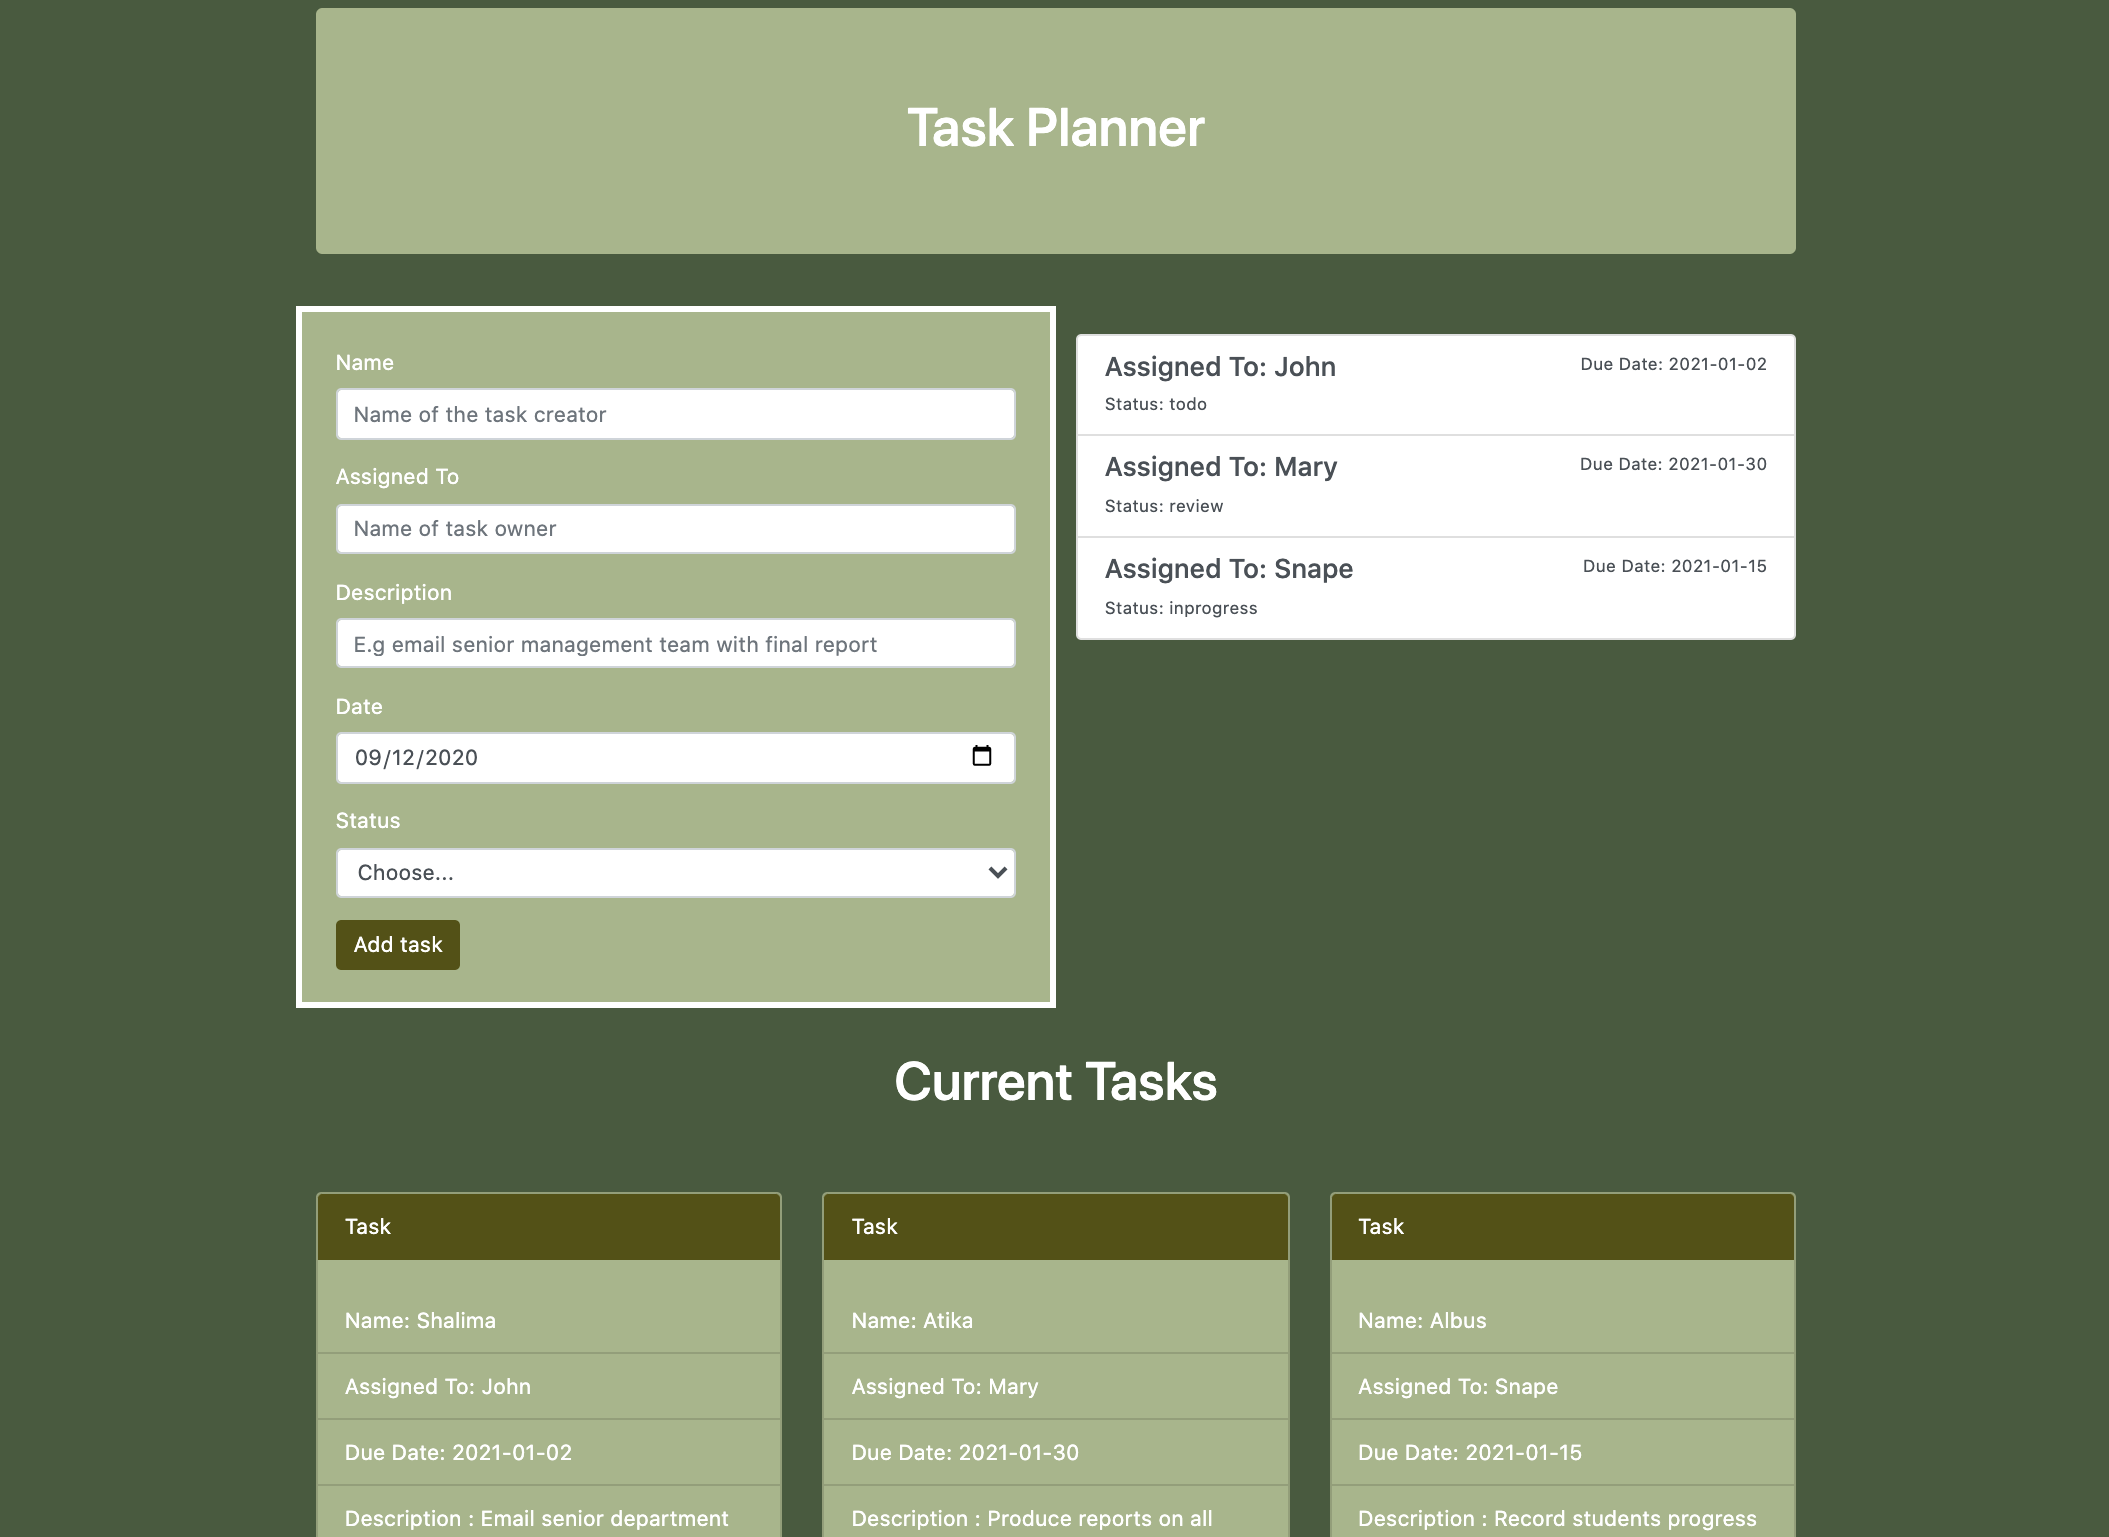 Task Planner
Name
Name of the task creator
Assigned To
Name of task owner
Description
E.g email senior management team with final report
Date
09/12/2020
Status
Choose...
Add task
Assigned To: John
Due Date: 2021-01-02
Status: todo
Assigned To: Mary
Due Date: 2021-01-30
Status: review
Assigned To: Snape
Due Date: 2021-01-15
Status: inprogress
Current Tasks
Task
Name: Shalima
Assigned To: John
Due Date: 2021-01-02
Description : Email senior department
Task
Name: Atika
Assigned To: Mary
Due Date: 2021-01-30
Description : Produce reports on all
Task
Name: Albus
Assigned To: Snape
Due Date: 2021-01-15
Description : Record students progress